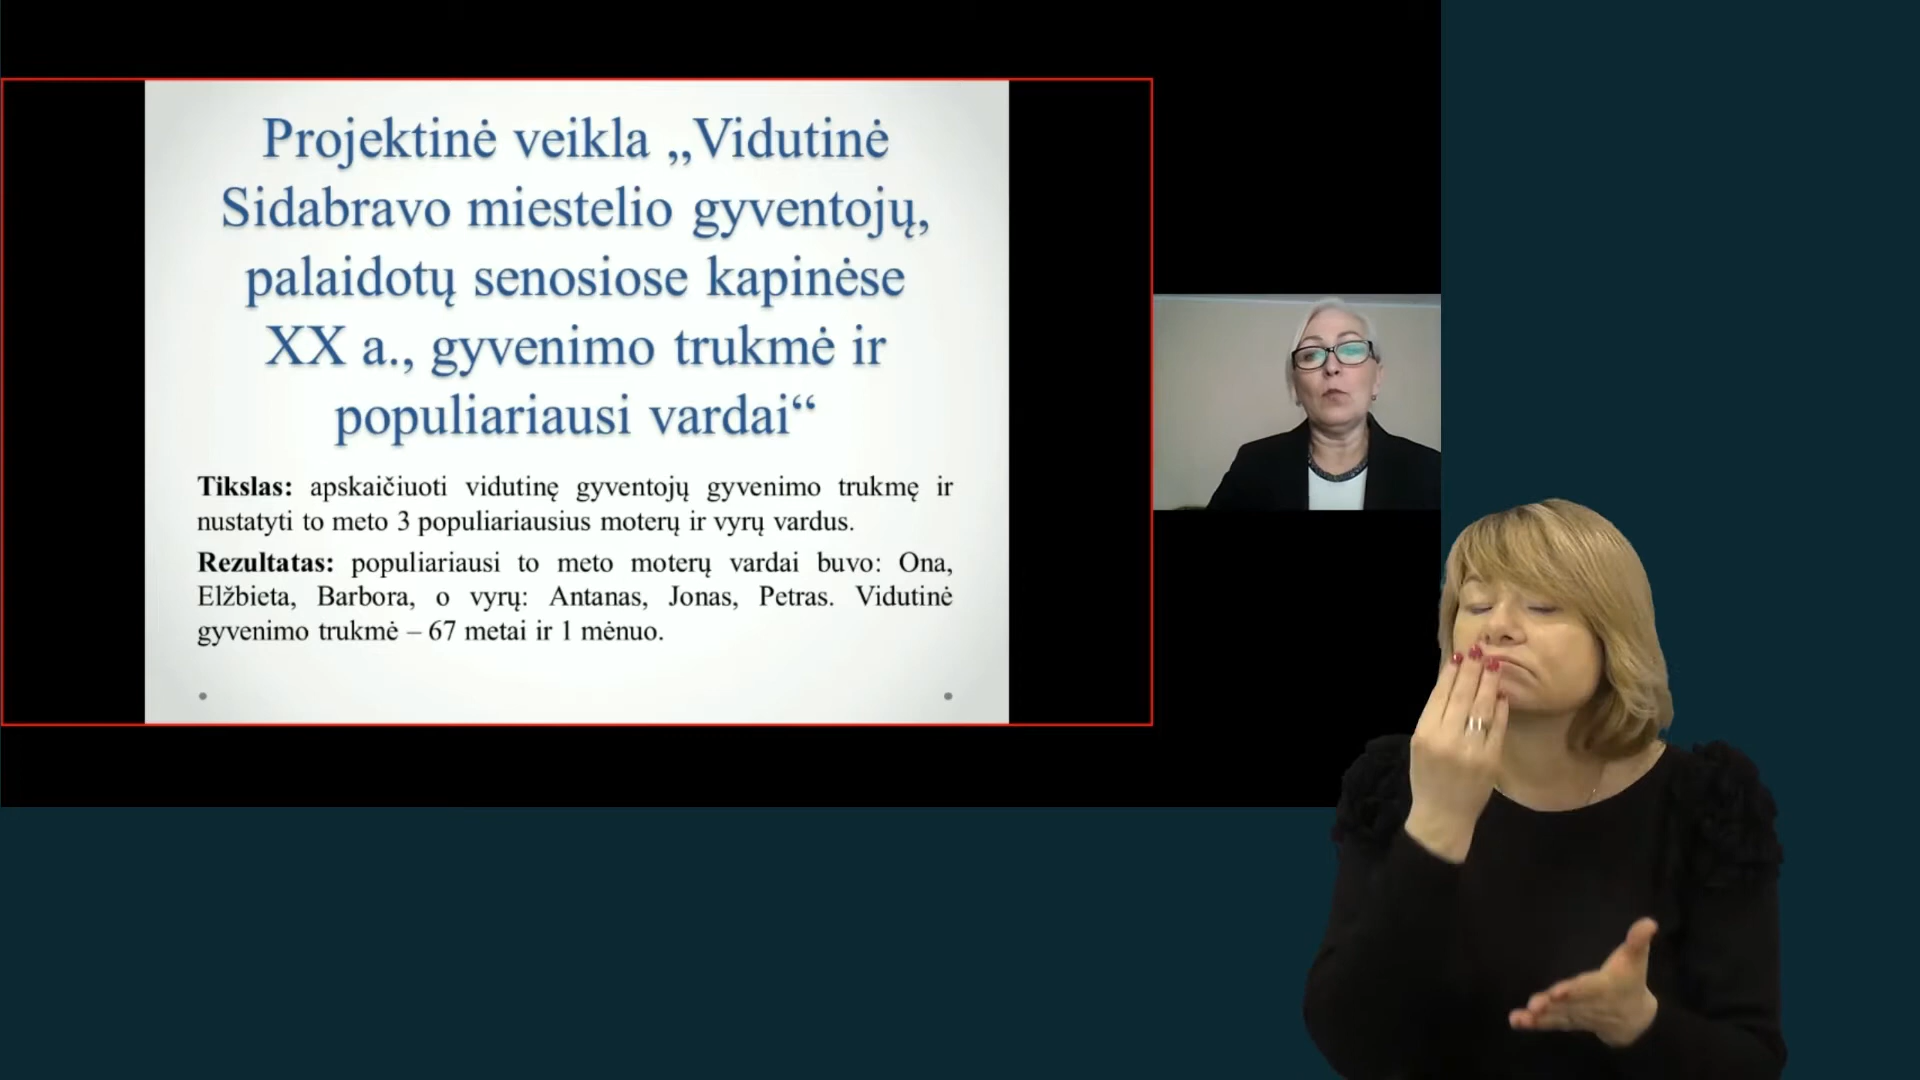 Projektinė veikla „Vidutinė
Sidabravo miestelio gyventojų,
palaidotų senosiose kapinėse
XX a., gyvenimo trukmė ir
populiariausi vardai“
Tikslas: apskaičiuoti vidutinę gyventojų gyvenimo trukmę ir
nustatyti to meto 3 populiariausius moterų ir vyrų vardus.
Rezultatas: populiariausi to meto moterų vardai buvo: Ona,
Elžbieta, Barbora, o vyrų: Antanas, Jonas, Petras. Vidutinė
gyvenimo trukmė – 67 metai ir 1 mėnuo.